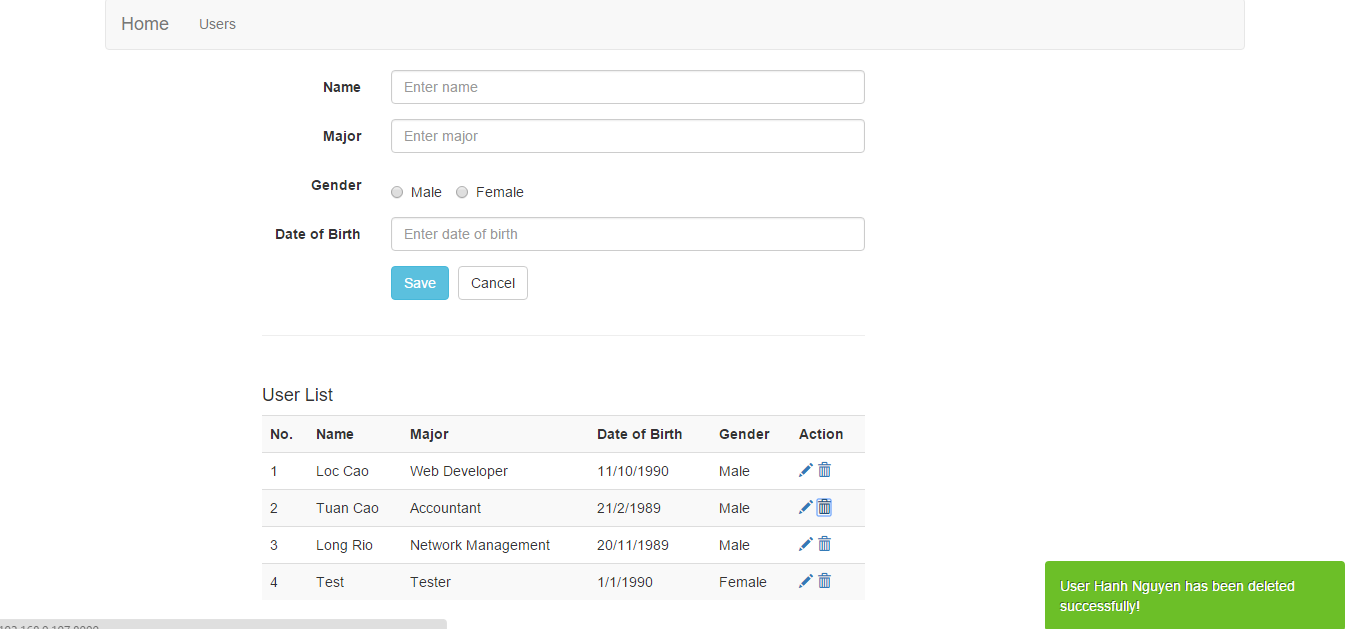 Home Users
Name Enter name
Major Enter major
Gender Male Female
Date of Birth Enter date of birth
Save Cancel
User List
No. Name Major Date of Birth Gender Action
1 Loc Cao Web Developer 11/10/1990 Male
2 Tuan Cao Accountant 21/2/1989 Male
3 Long Rio Network Management 20/11/1989 Male
4 Test Tester 1/1/1990 Female
User Hanh Nguyen has been deleted
successfully!